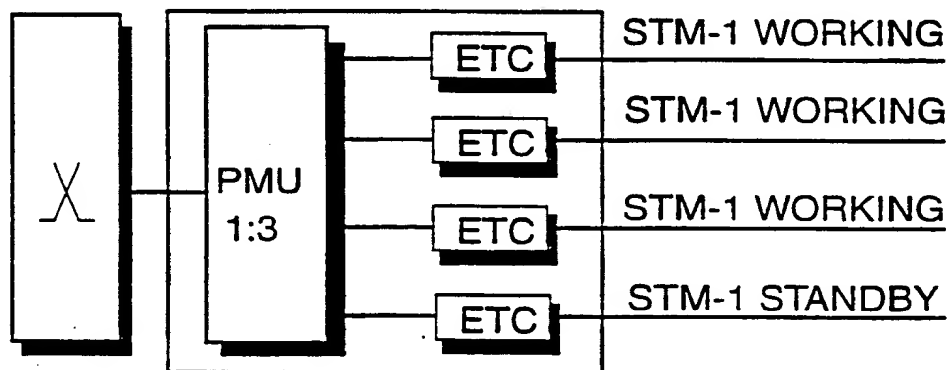 STM-1 WORKING
ETC
STM-1 WORKING
ETC
PMU
1:3
STM-1 WORKING
ETC
STM-1 STANDBY
ETC